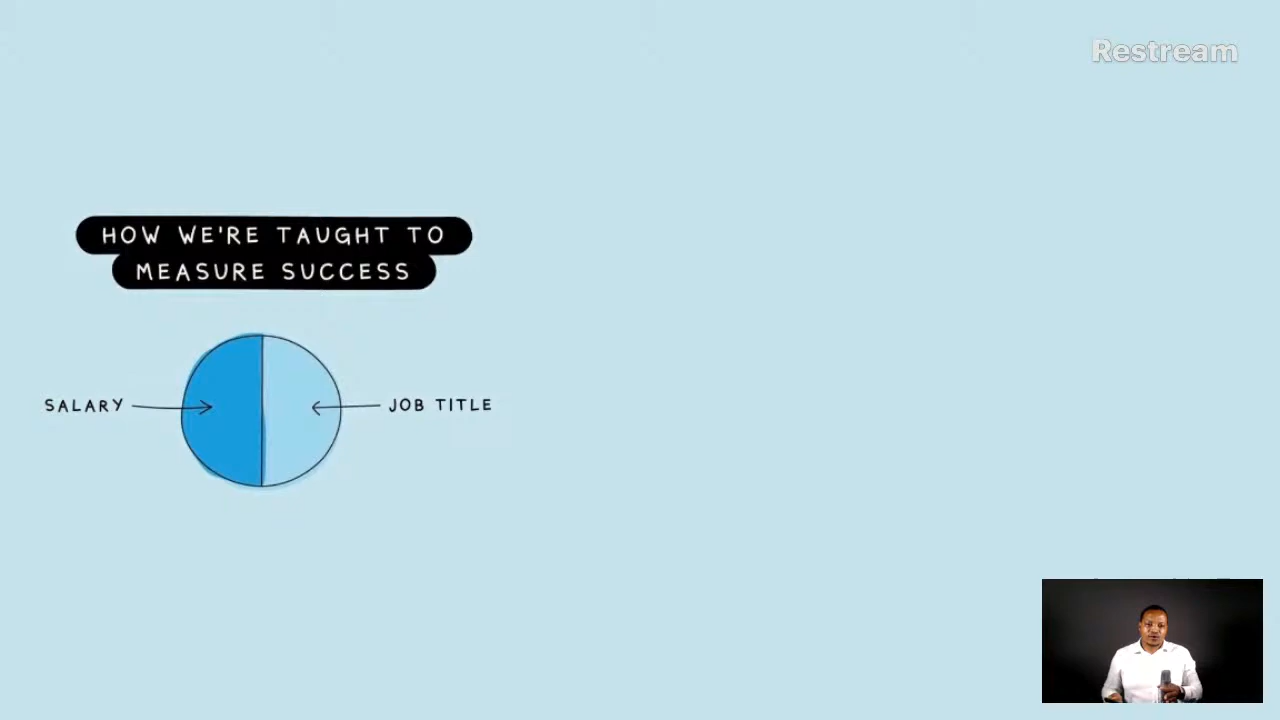 Restream
HOW WE'RE TAUGHT TO
MEASURE SUCCESS
SALARY
JOB TITLE